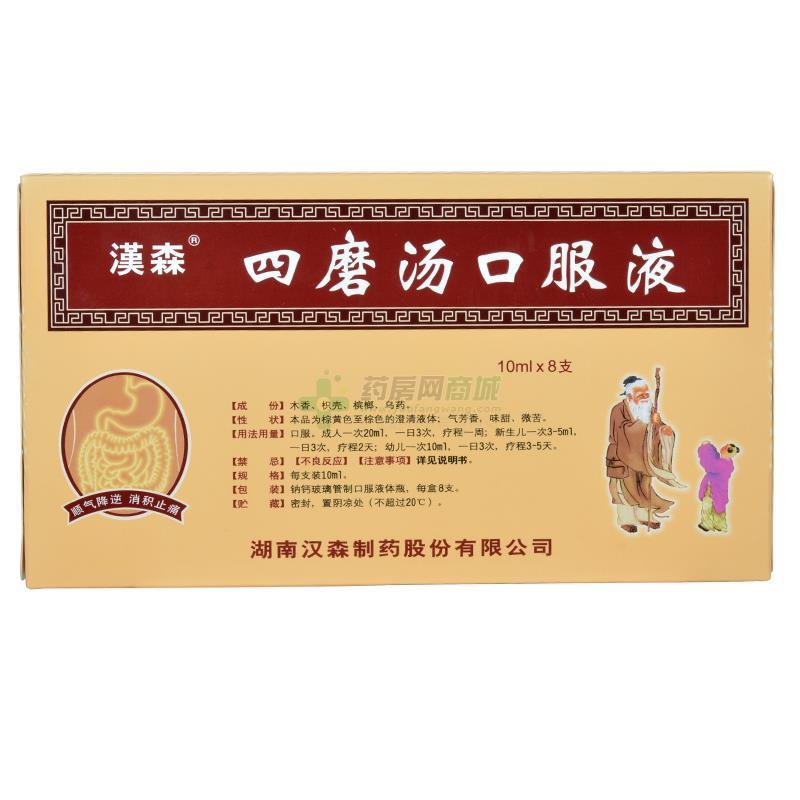 漢森®
四磨汤口服液
10ml x 8支
药房网商城
【成 份】木香、枳壳、槟榔、乌药。
【性 状】本品为棕黄色至棕色的澄清液体；气芳香，味甜、微苦。
【用法用量】口服。成人一次20ml，一日3次，疗程一周；新生儿一次3-5ml，
一日3次，疗程2天；幼儿一次10ml，一日3次，疗程3-5天。
【禁 忌】【不良反应】【注意事项】详见说明书。
【规 格】每支装10ml。
【包 装】钠钙玻璃管制口服液体瓶，每盒8支。
【贮 藏】密封，置阴凉处（不超过20℃）。
顺气降逆 消积止痛
湖南汉森制药股份有限公司